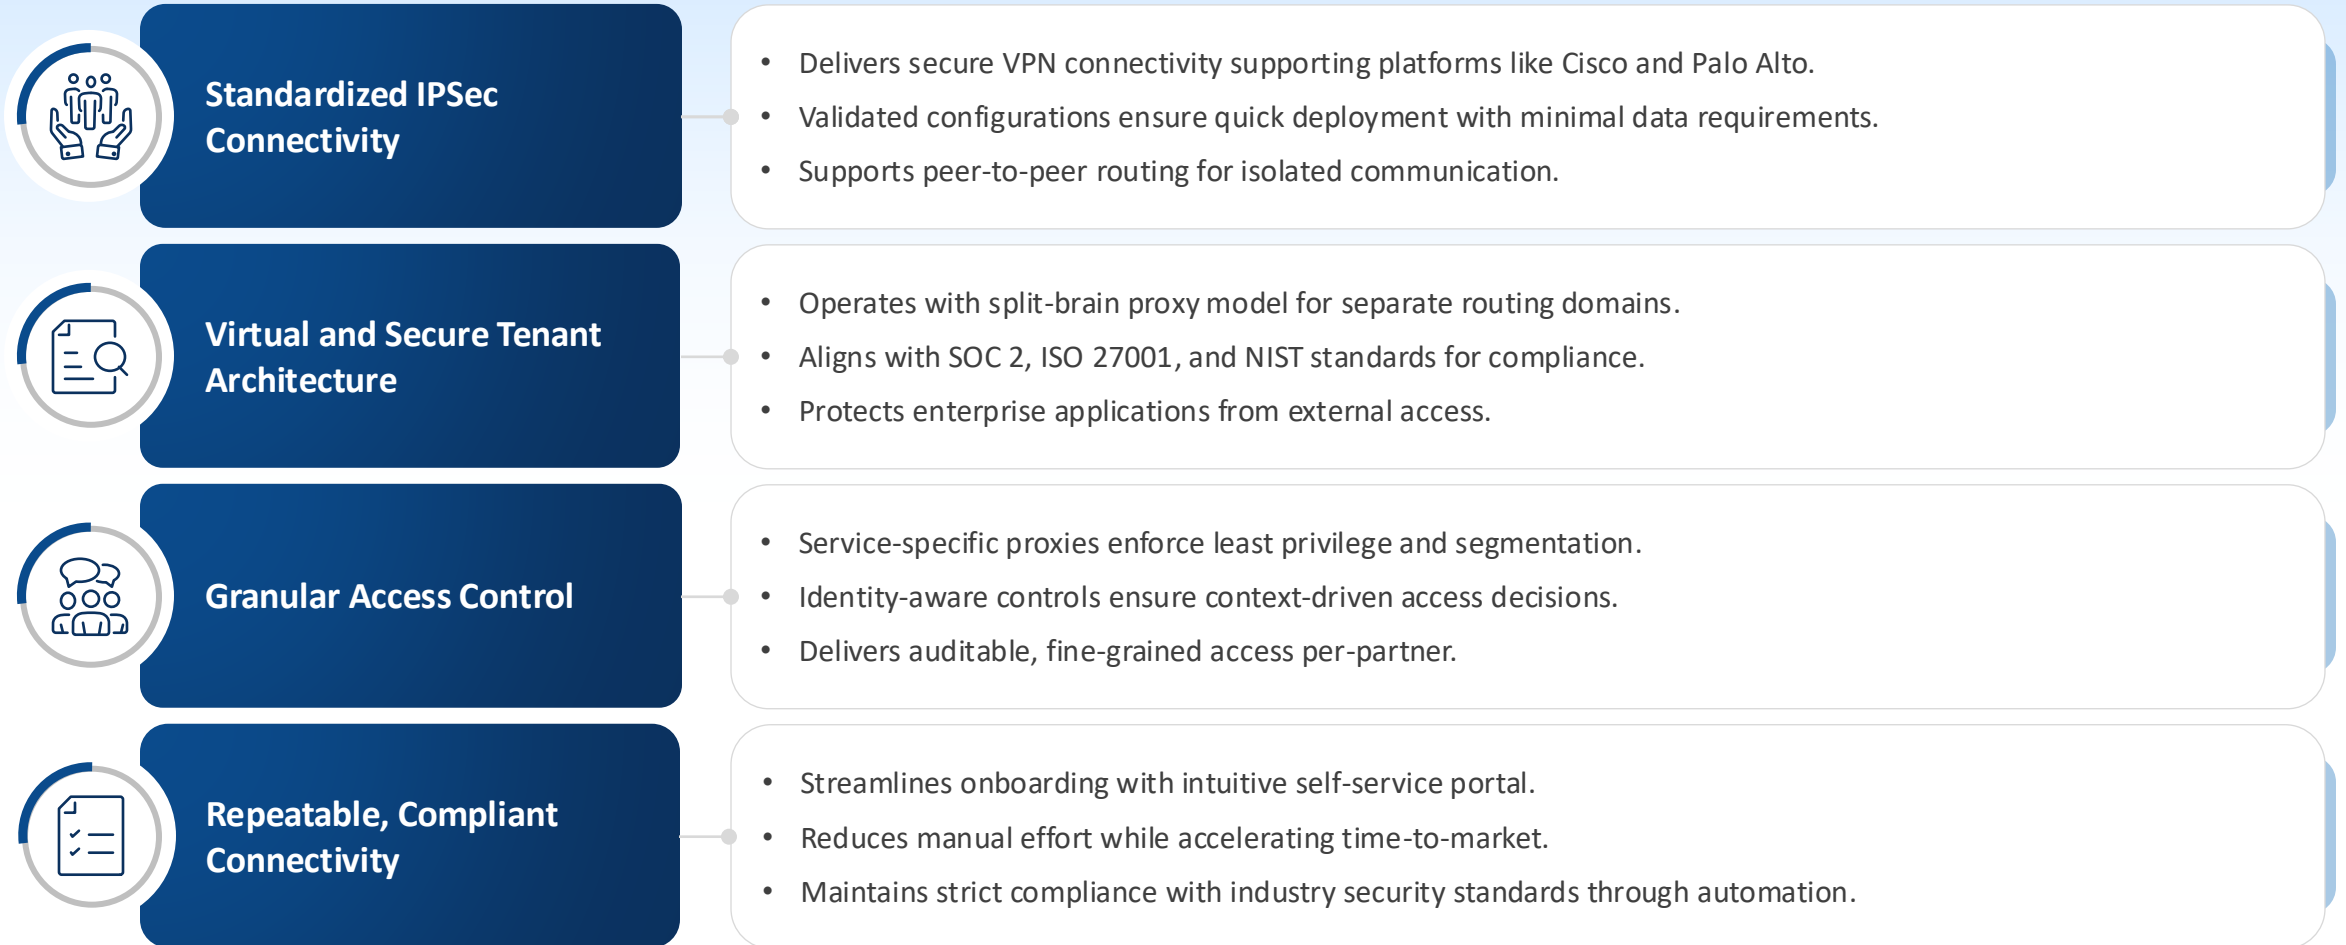 Standardized IPSec
Connectivity
• Delivers secure VPN connectivity supporting platforms like Cisco and Palo Alto.
• Validated configurations ensure quick deployment with minimal data requirements.
• Supports peer-to-peer routing for isolated communication.
Virtual and Secure Tenant
Architecture
• Operates with split-brain proxy model for separate routing domains.
• Aligns with SOC 2, ISO 27001, and NIST standards for compliance.
• Protects enterprise applications from external access.
Granular Access Control
• Service-specific proxies enforce least privilege and segmentation.
• Identity-aware controls ensure context-driven access decisions.
• Delivers auditable, fine-grained access per-partner.
Repeatable, Compliant
Connectivity
• Streamlines onboarding with intuitive self-service portal.
• Reduces manual effort while accelerating time-to-market.
• Maintains strict compliance with industry security standards through automation.